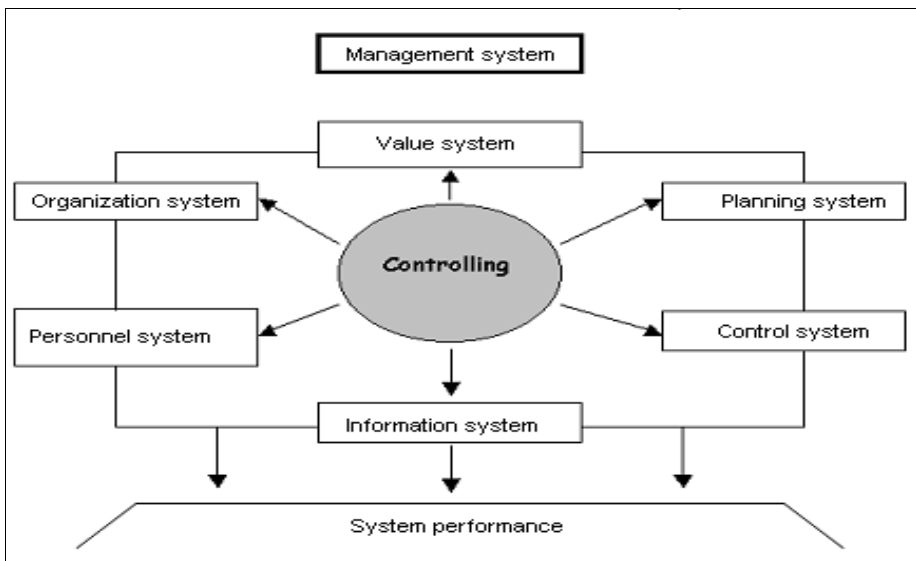 Management system
Value system
Organization system
Planning system
Controlling
Personnel system
Control system
Information system
System performance